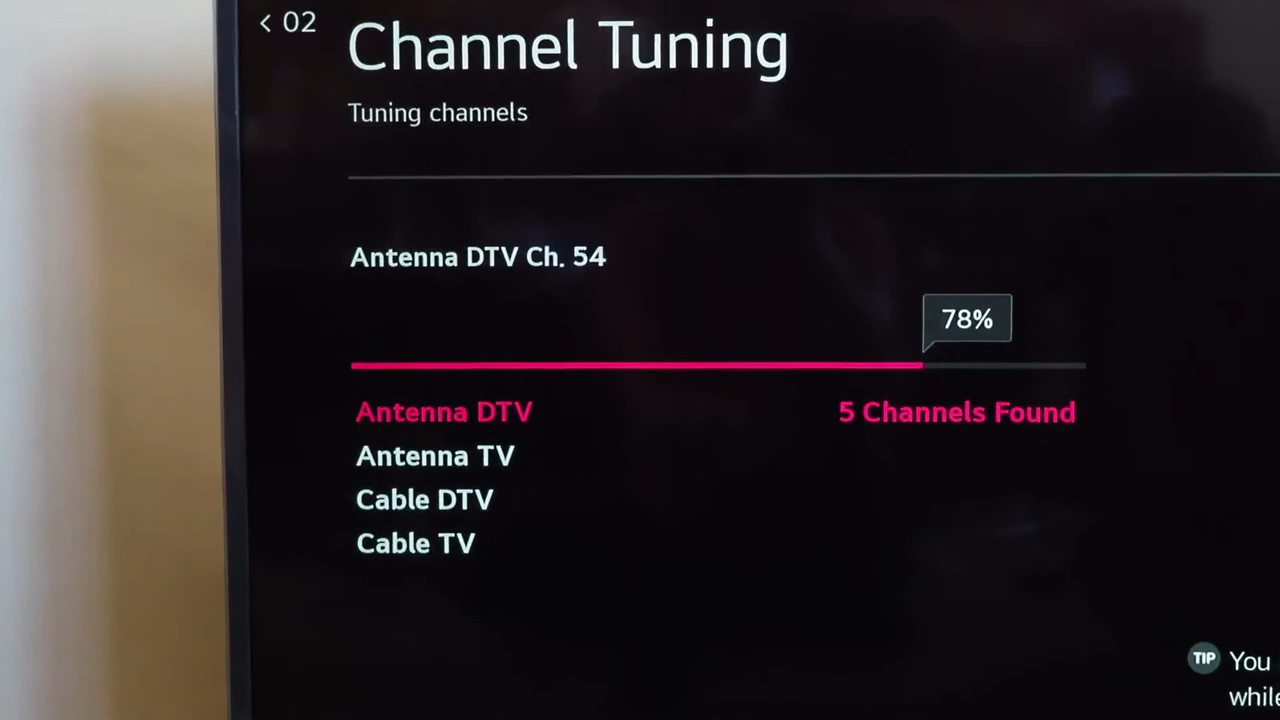 < 02
Channel Tuning
Tuning channels
Antenna DTV Ch. 54
78%
Antenna DTV 5 Channels Found
Antenna TV
Cable DTV
Cable TV
TIP You
while